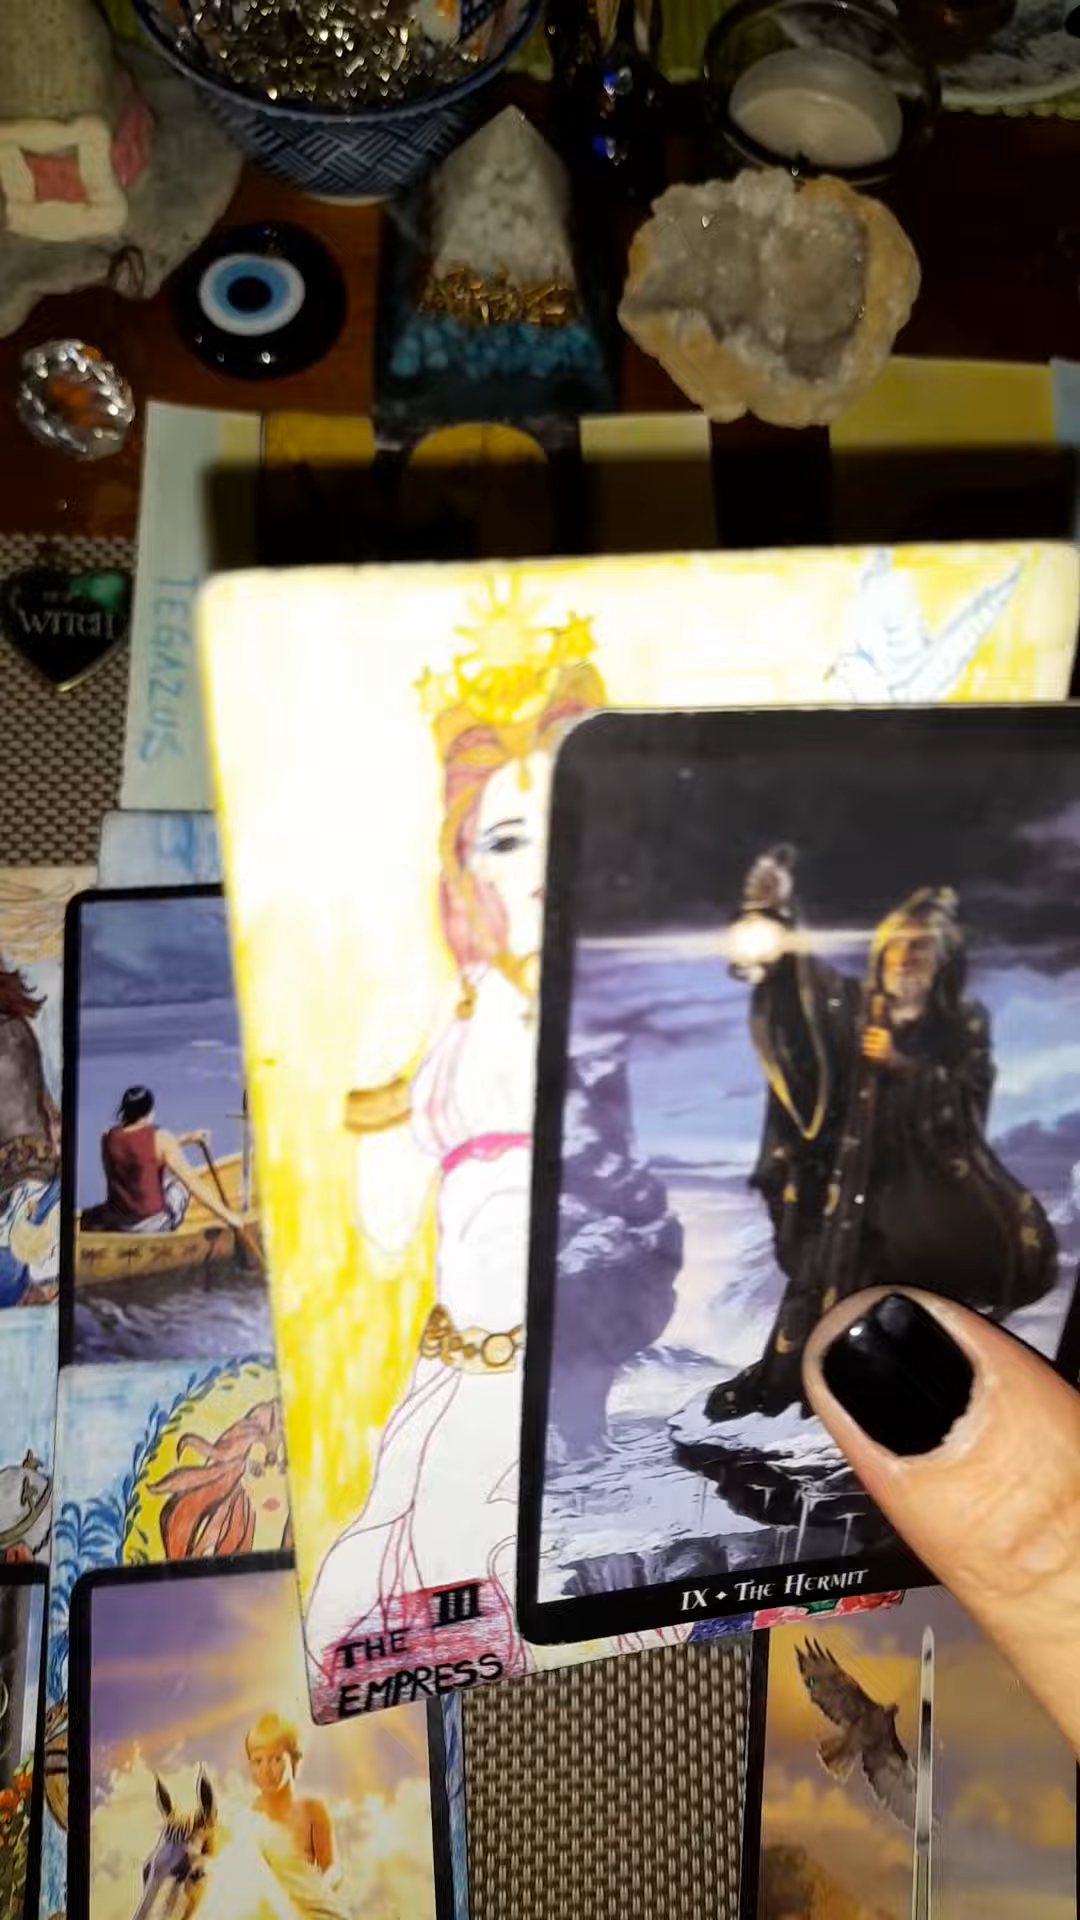 WITCH
TEGAZUS
III
THE
EMPRESS
IX • THE HERMIT